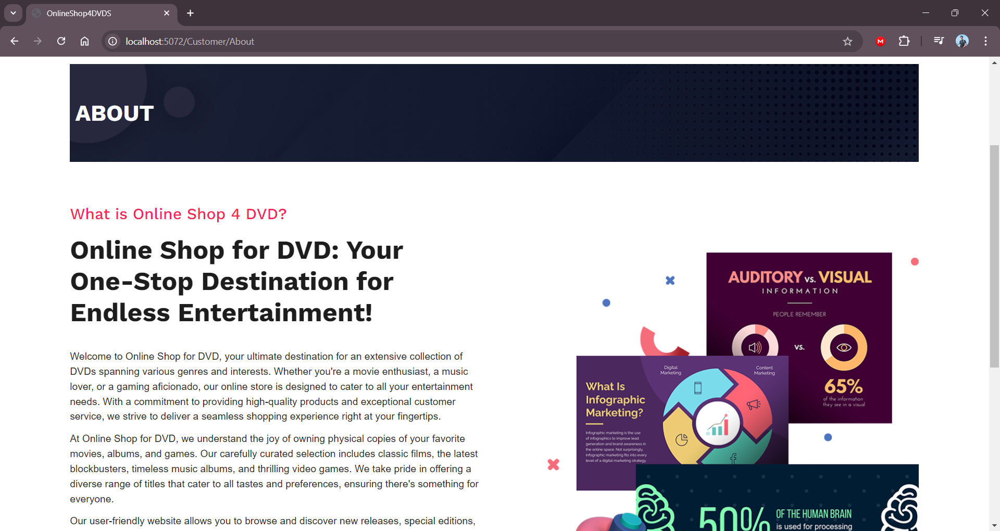 OnlineShop4DVDS
localhost:5072/Customer/About
ABOUT
What is Online Shop 4 DVD?
Online Shop for DVD: Your
One-Stop Destination for
Endless Entertainment!
Welcome to Online Shop for DVD, your ultimate destination for an extensive collection of
DVDs spanning various genres and interests. Whether you're a movie enthusiast, a music
lover, or a gaming aficionado, our online store is designed to cater to all your entertainment
needs. With a commitment to providing high-quality products and exceptional customer
service, we strive to deliver a seamless shopping experience right at your fingertips.
At Online Shop for DVD, we understand the joy of owning physical copies of your favorite
movies, albums, and games. Our carefully curated selection includes classic films, the latest
blockbusters, timeless music albums, and thrilling video games. We take pride in offering a
diverse range of titles that cater to all tastes and preferences, ensuring there's something for
everyone.
Our user-friendly website allows you to browse and discover new releases, special editions,
AUDITORY vs. VISUAL
INFORMATION
PEOPLE REMEMBER
vs.
65%
of the information
they see in a visual
Digital
Marketing
Content
Marketing
What Is
Infographic
Marketing?
Infographic marketing is the use
of infographics to improve lead
generation and brand awareness in
the online space. Not surprisingly,
infographic marketing fits into every
level of a digital marketing strategy.
50%
OF THE HUMAN BRAIN
is used for processing